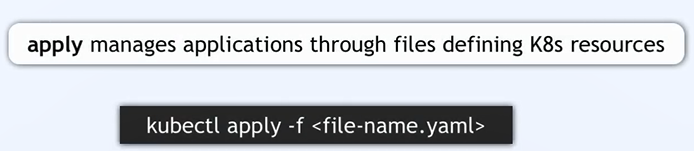 apply manages applications through files defining K8s resources
kubectl apply -f <file-name.yaml>